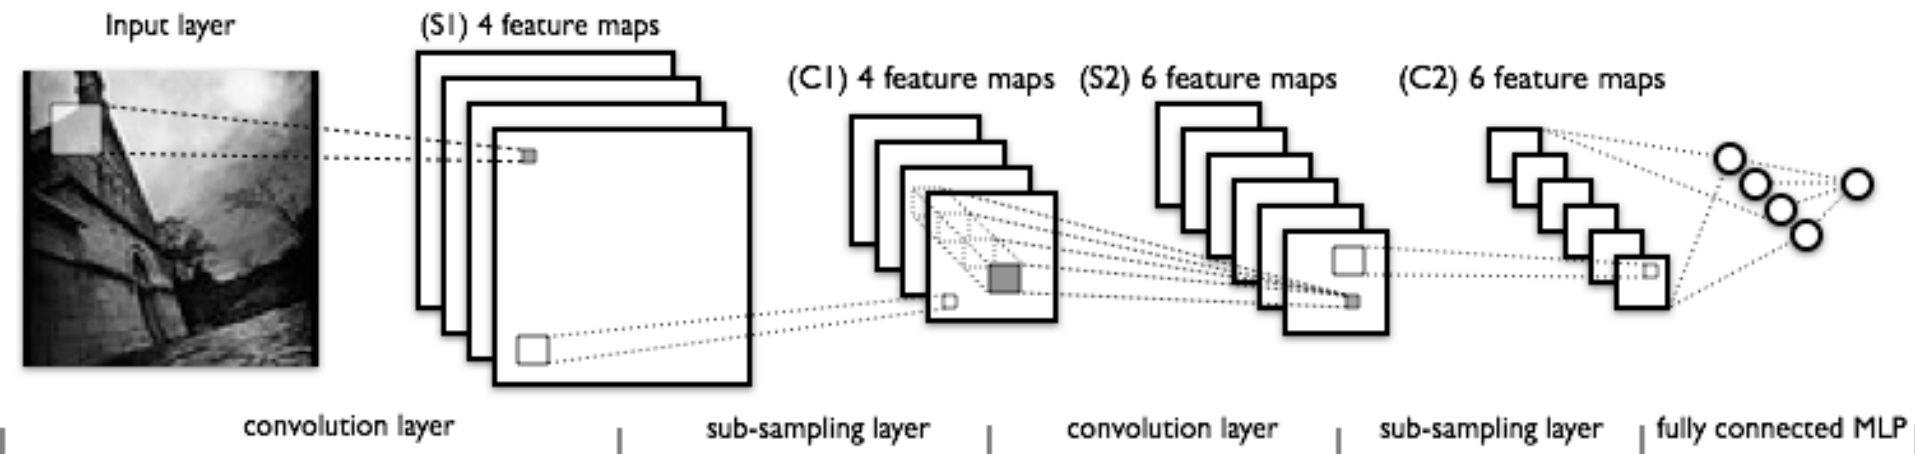 Input layer
(S1) 4 feature maps
(C1) 4 feature maps
(S2) 6 feature maps
(C2) 6 feature maps
convolution layer
sub-sampling layer
convolution layer
sub-sampling layer
fully connected MLP